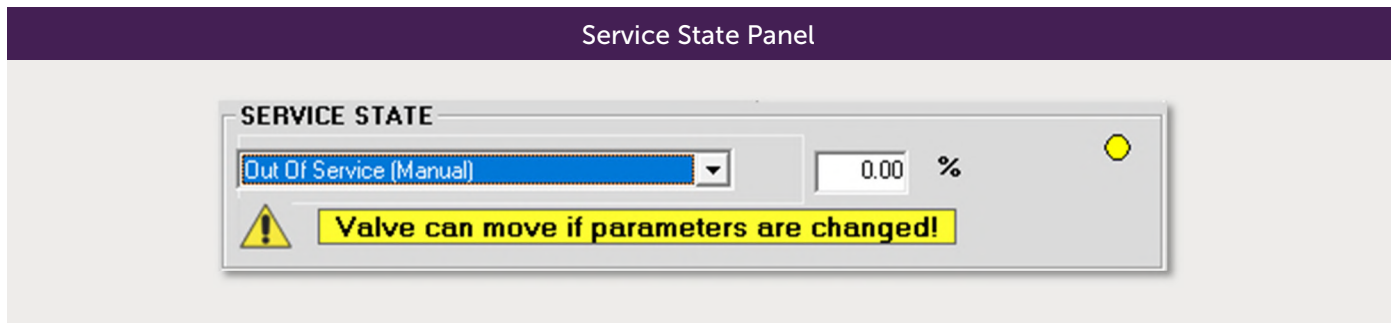 Service State Panel
SERVICE STATE
Out Of Service (Manual) 0.00 %
Valve can move if parameters are changed!